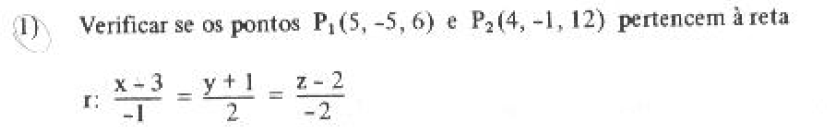 1) Verificar se os pontos P₁(5, -5, 6) e P₂(4, -1, 12) pertencem à reta
r: (x - 3)/(-1) = (y + 1)/2 = (z - 2)/(-2)